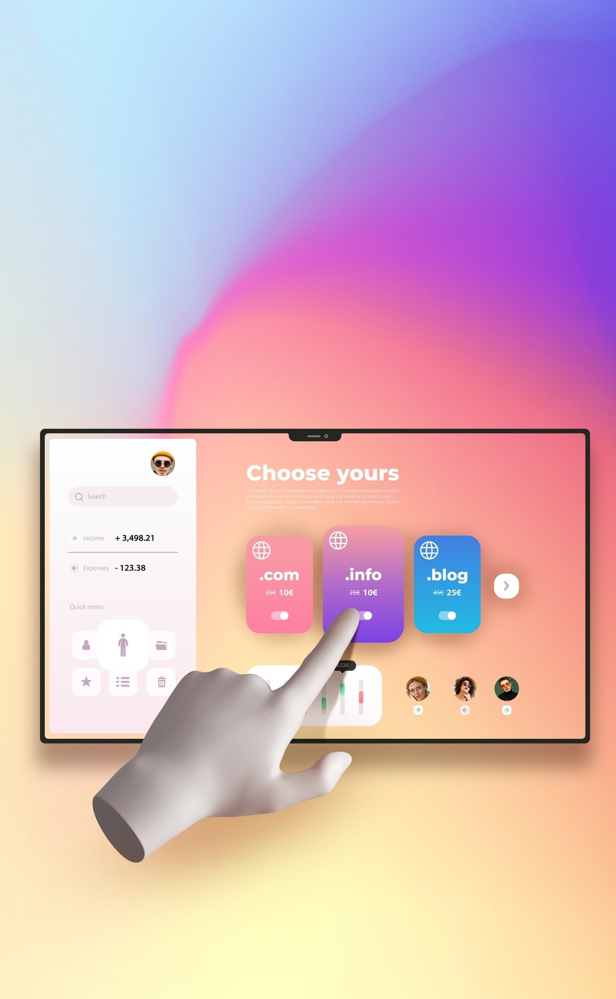 Search
income + 3,498.21
Expenses - 123.38
Quick menu
Choose yours
A domain name is a web address made up of a website name and a domain
extension. The name is up to you, as long as it is made up of letters, num-
bers and hyphens and is still available, while the domain extension is usually
a fixed combination of a few letters.
.com
25€ 10€
.info
25€ 10€
.blog
45€ 25€